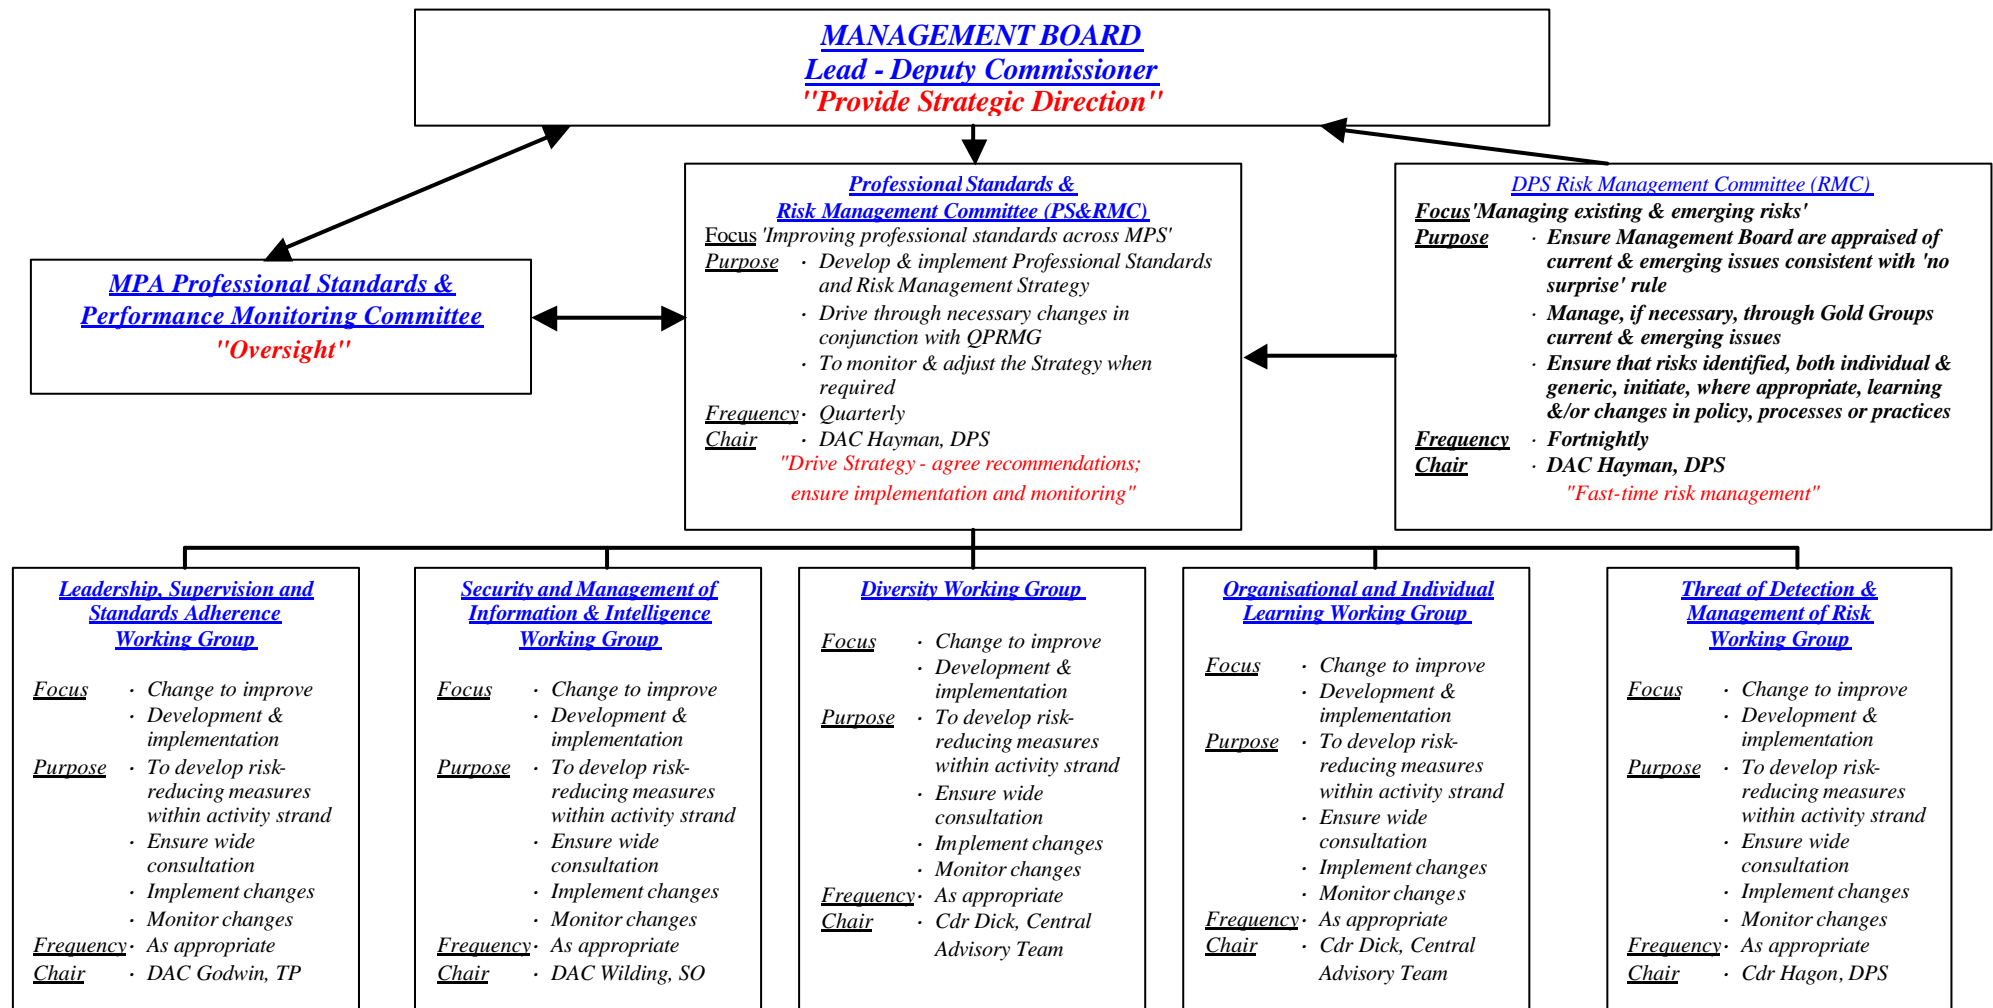 MANAGEMENT BOARD
Lead - Deputy Commissioner
"Provide Strategic Direction"
MPA Professional Standards &
Performance Monitoring Committee
"Oversight"
Professional Standards &
Risk Management Committee (PS&RMC)
Focus 'Improving professional standards across MPS'
Purpose · Develop & implement Professional Standards
and Risk Management Strategy
· Drive through necessary changes in
conjunction with QPRMG
· To monitor & adjust the Strategy when
required
Frequency · Quarterly
Chair · DAC Hayman, DPS
"Drive Strategy - agree recommendations;
ensure implementation and monitoring"
DPS Risk Management Committee (RMC)
Focus 'Managing existing & emerging risks'
Purpose · Ensure Management Board are appraised of
current & emerging issues consistent with 'no
surprise' rule
· Manage, if necessary, through Gold Groups
current & emerging issues
· Ensure that risks identified, both individual &
generic, initiate, where appropriate, learning
&/or changes in policy, processes or practices
Frequency · Fortnightly
Chair · DAC Hayman, DPS
"Fast-time risk management"
Leadership, Supervision and
Standards Adherence
Working Group
Focus · Change to improve
· Development &
implementation
Purpose · To develop risk-
reducing measures
within activity strand
· Ensure wide
consultation
· Implement changes
· Monitor changes
Frequency · As appropriate
Chair · DAC Godwin, TP
Security and Management of
Information & Intelligence
Working Group
Focus · Change to improve
· Development &
implementation
Purpose · To develop risk-
reducing measures
within activity strand
· Ensure wide
consultation
· Implement changes
· Monitor changes
Frequency · As appropriate
Chair · DAC Wilding, SO
Diversity Working Group
Focus · Change to improve
· Development &
implementation
Purpose · To develop risk-
reducing measures
within activity strand
· Ensure wide
consultation
· Implement changes
· Monitor changes
Frequency · As appropriate
Chair · Cdr Dick, Central
Advisory Team
Organisational and Individual
Learning Working Group
Focus · Change to improve
· Development &
implementation
Purpose · To develop risk-
reducing measures
within activity strand
· Ensure wide
consultation
· Implement changes
· Monitor changes
Frequency · As appropriate
Chair · Cdr Dick, Central
Advisory Team
Threat of Detection &
Management of Risk
Working Group
Focus · Change to improve
· Development &
implementation
Purpose · To develop risk-
reducing measures
within activity strand
· Ensure wide
consultation
· Implement changes
· Monitor changes
Frequency · As appropriate
Chair · Cdr Hagon, DPS